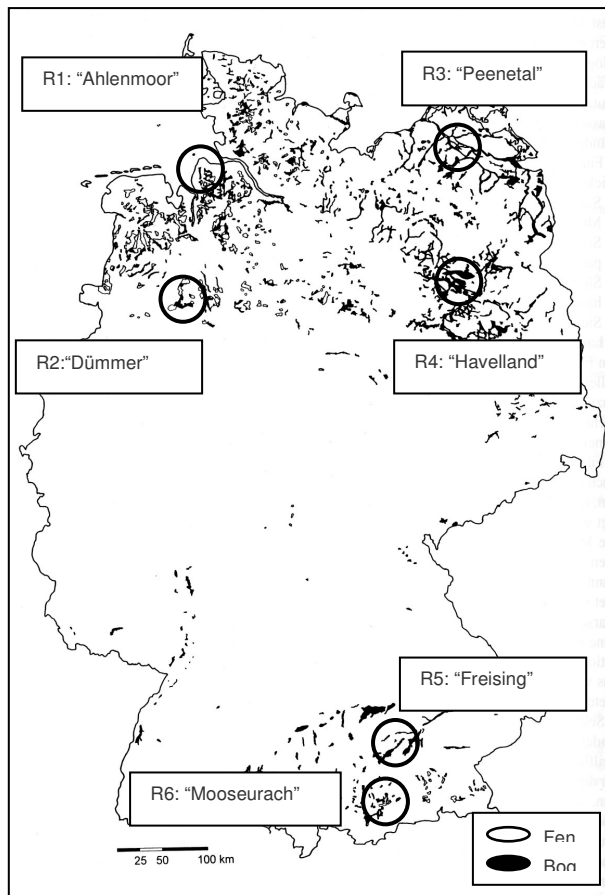 R1: “Ahlenmoor”
R3: “Peenetal”
R2:“Dümmer”
R4: “Havelland”
R5: “Freising”
R6: “Mooseurach”
25 50 100 km
Fen
Bog